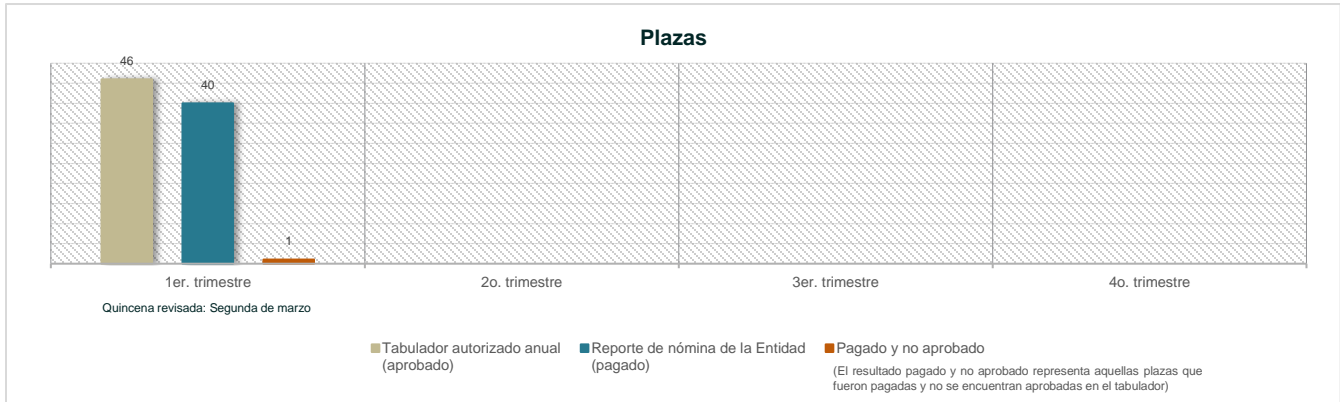 Plazas
46
40
1
1er. trimestre
2o. trimestre
3er. trimestre
4o. trimestre
Quincena revisada: Segunda de marzo
Tabulador autorizado anual
(aprobado)
Reporte de nómina de la Entidad
(pagado)
Pagado y no aprobado
(El resultado pagado y no aprobado representa aquellas plazas que
fueron pagadas y no se encuentran aprobadas en el tabulador)